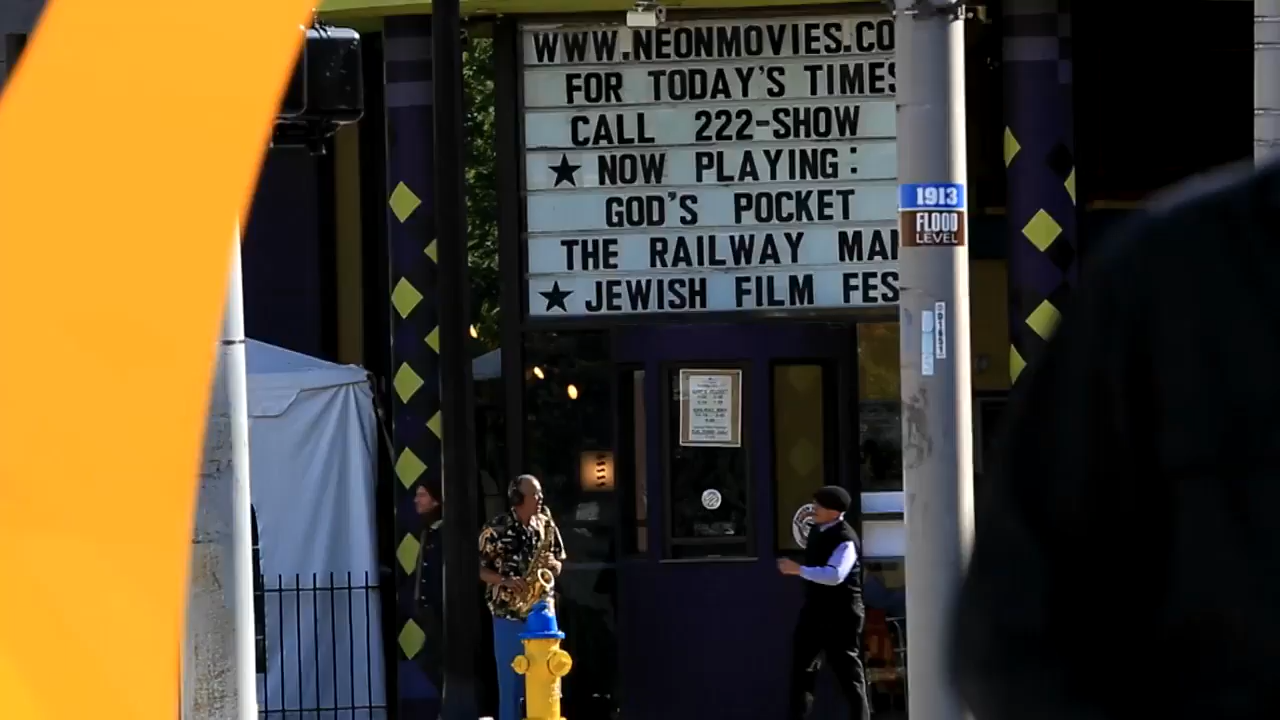 WWW.NEONMOVIES.CO
FOR TODAY'S TIMES
CALL 222-SHOW
★ NOW PLAYING:
GOD'S POCKET
THE RAILWAY MAN
★ JEWISH FILM FES
1913
FLOOD
LEVEL